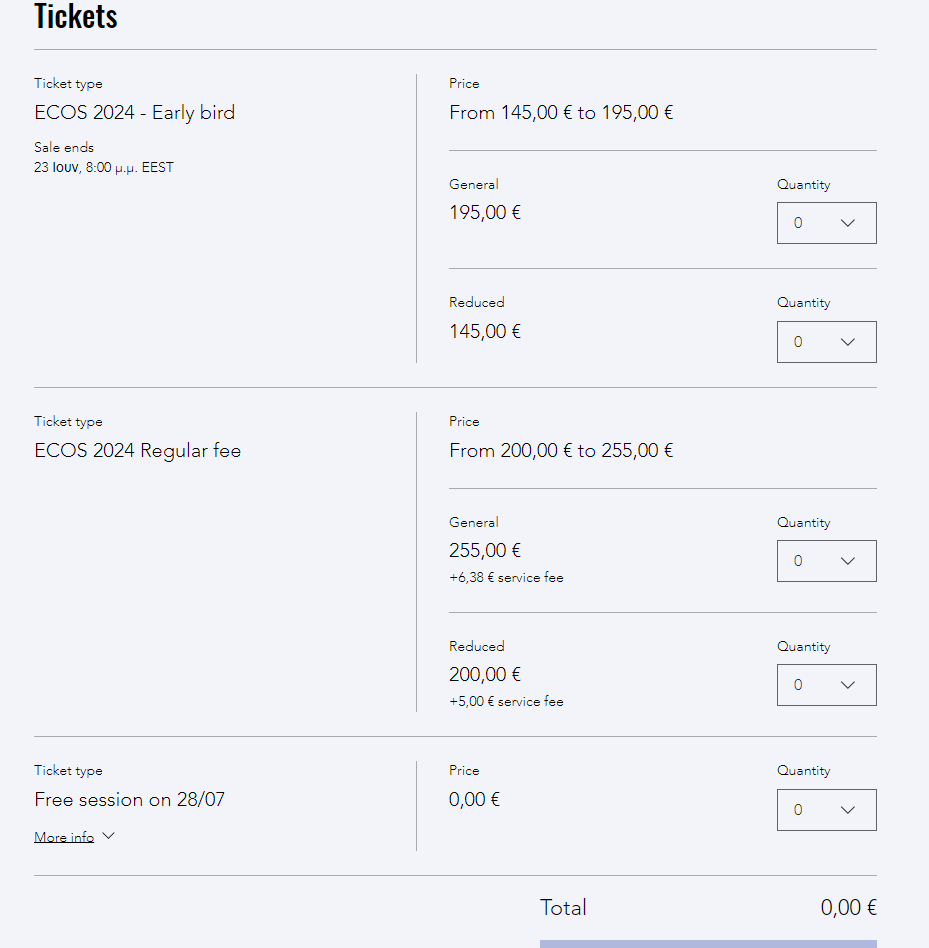 Tickets
Ticket type
ECOS 2024 - Early bird
Sale ends
23 Ιουν, 8:00 μ.μ. EEST
Price
From 145,00 € to 195,00 €
General
195,00 €
Quantity
0
Reduced
145,00 €
Quantity
0
Ticket type
ECOS 2024 Regular fee
Price
From 200,00 € to 255,00 €
General
255,00 €
+6,38 € service fee
Quantity
0
Reduced
200,00 €
+5,00 € service fee
Quantity
0
Ticket type
Free session on 28/07
More info
Price
0,00 €
Quantity
0
Total 0,00 €